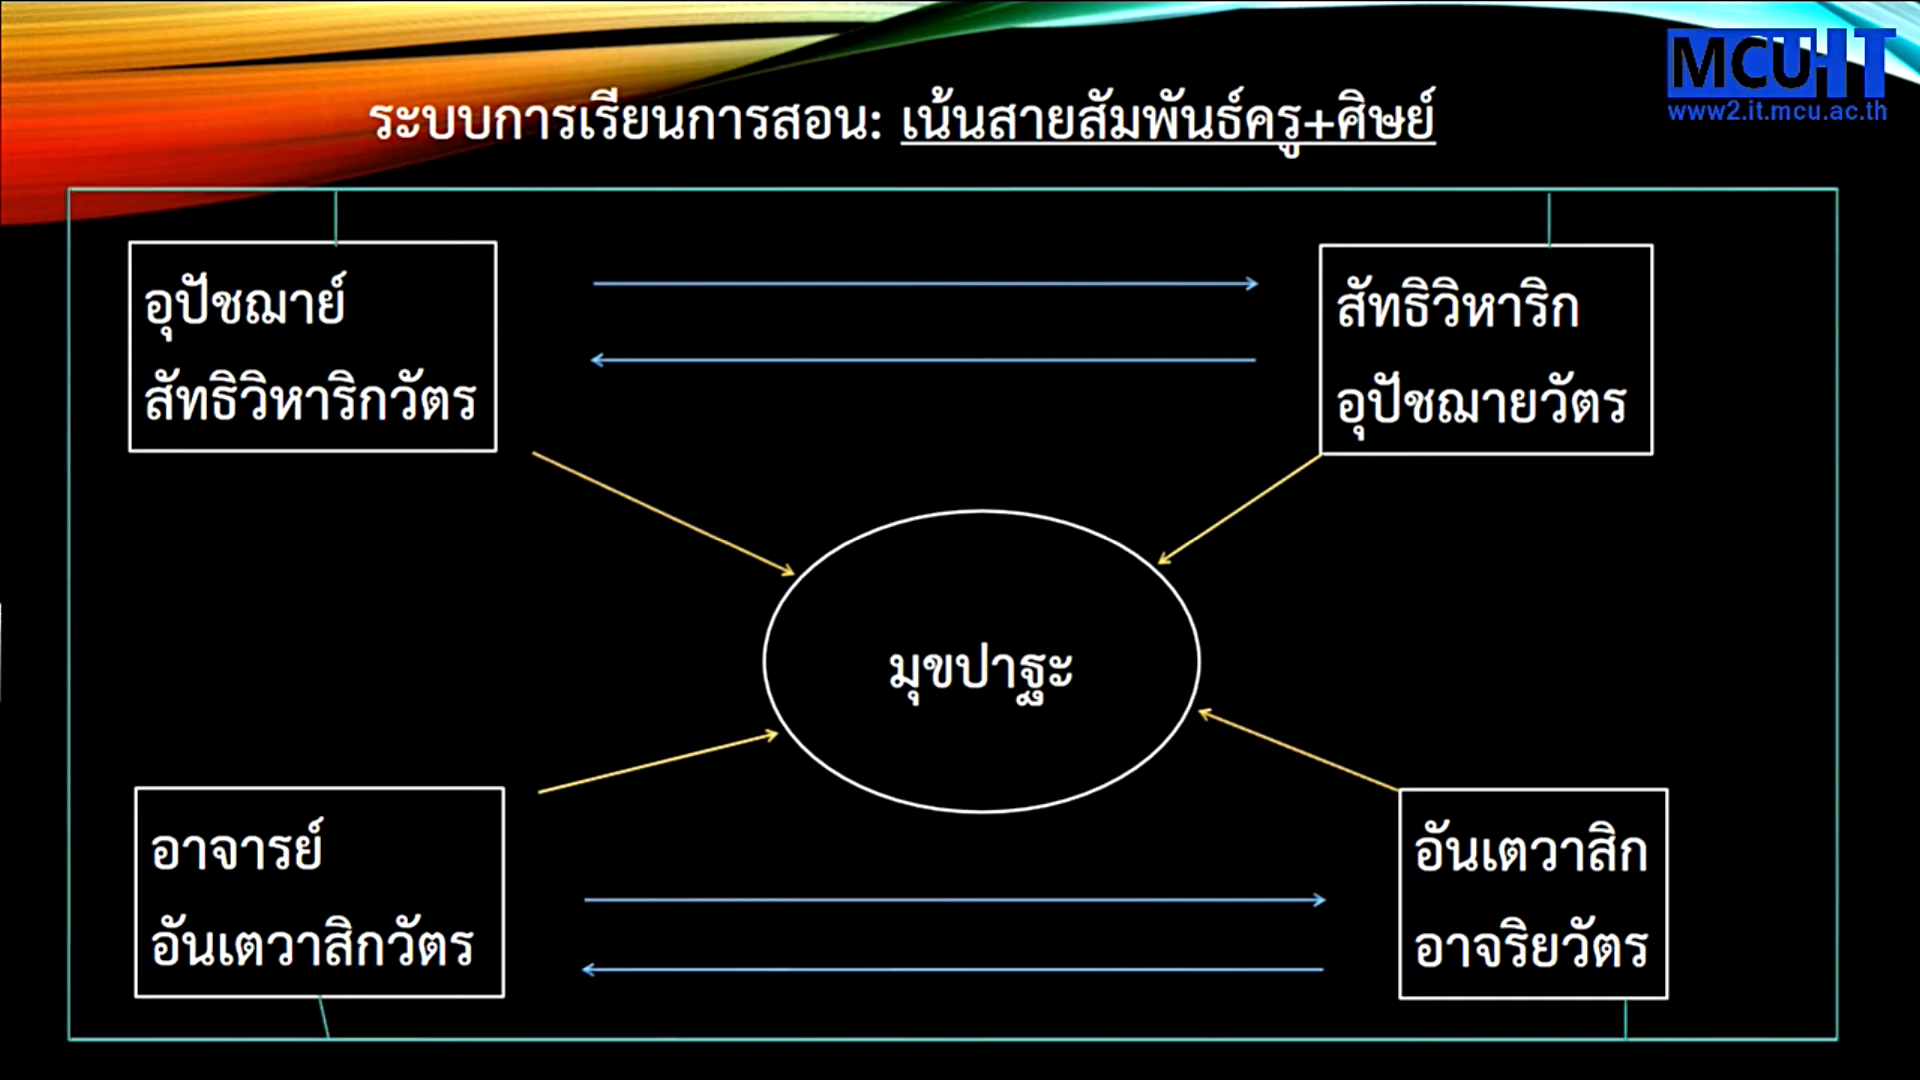 MCU-IT
www2.it.mcu.ac.th
ระบบการเรียนการสอน: เน้นสายสัมพันธ์ครู+ศิษย์
อุปัชฌาย์
สัทธิวิหาริกวัตร
สัทธิวิหาริก
อุปัชฌายวัตร
มุขปาฐะ
อาจารย์
อันเตวาสิกวัตร
อันเตวาสิก
อาจริยวัตร